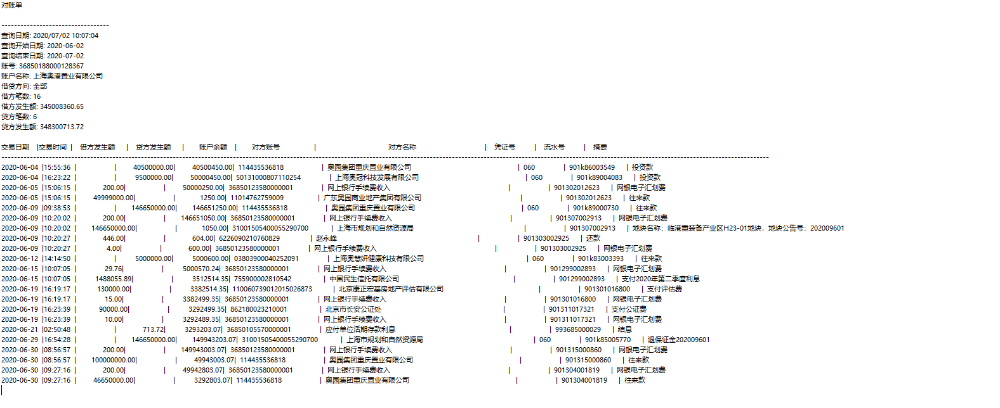 对账单
----------------------------------
查询日期: 2020/07/02 10:07:04
查询开始日期: 2020-06-02
查询结束日期: 2020-07-02
账号: 36850188000128367
账户名称: 上海奥港置业有限公司
借贷方向: 全部
借方笔数: 16
借方发生额: 345008360.65
贷方笔数: 6
贷方发生额: 348300713.72
交易日期 |交易时间 | 借方发生额 | 贷方发生额 | 账户余额 | 对方账号 | 对方名称 | 凭证号 | 流水号 | 摘要
2020-06-04 |15:55:36 | | 40500000.00| 40500450.00| 114435536818 | 奥园集团重庆置业有限公司 | 060 | 901k86003549 | 投资款
2020-06-04 |16:23:22 | | 9500000.00| 50000450.00| 50131000807110254 | 上海奥冠科技发展有限公司 | 060 | 901k89004083 | 投资款
2020-06-05 |15:06:15 | 200.00| | 50000250.00| 36850123580000001 | 网上银行手续费收入 | | 901302012623 | 网银电子汇划费
2020-06-05 |15:06:15 | 49999000.00| | 1250.00| 11014762759009 | 广东奥园商业地产集团有限公司 | | 901302012623 | 往来款
2020-06-09 |09:38:53 | | 146650000.00| 146651250.00| 114435536818 | 奥园集团重庆置业有限公司 | 060 | 901k89000730 | 往来款
2020-06-09 |10:20:02 | 200.00| | 146651050.00| 36850123580000001 | 网上银行手续费收入 | | 901307002913 | 网银电子汇划费
2020-06-09 |10:20:02 | 146650000.00| | 1050.00| 31001505400055290700 | 上海市规划和自然资源局 | | 901307002913 | 地块名称：临港重装备产业区H23-01地块，地块公告号：202009601
2020-06-09 |10:20:27 | 446.00| | 604.00| 6226090210760829 | 赵永峰 | | 901303002925 | 还款
2020-06-09 |10:20:27 | 4.00| | 600.00| 36850123580000001 | 网上银行手续费收入 | | 901303002925 | 网银电子汇划费
2020-06-12 |14:14:50 | | 5000000.00| 5000600.00| 03803900040252091 | 上海奥慧妍健康科技有限公司 | 060 | 901k83003393 | 往来款
2020-06-15 |10:07:05 | 29.76| | 5000570.24| 36850123580000001 | 网上银行手续费收入 | | 901299002893 | 网银电子汇划费
2020-06-15 |10:07:05 | 1488055.89| | 3512514.35| 755900002810542 | 中国民生信托有限公司 | | 901299002893 | 支付2020年第二季度利息
2020-06-19 |16:19:17 | 130000.00| | 3382514.35| 110060739012015026873 | 北京康正宏基房地产评估有限公司 | | 901301016800 | 支付评估费
2020-06-19 |16:19:17 | 15.00| | 3382499.35| 36850123580000001 | 网上银行手续费收入 | | 901301016800 | 网银电子汇划费
2020-06-19 |16:23:39 | 90000.00| | 3292499.35| 862180023210001 | 北京市长安公证处 | | 901311017321 | 支付公证费
2020-06-19 |16:23:39 | 10.00| | 3292489.35| 36850123580000001 | 网上银行手续费收入 | | 901311017321 | 网银电子汇划费
2020-06-21 |02:50:48 | | 713.72| 3293203.07| 36850105570000001 | 应付单位活期存款利息 | | 993685000029 | 结息
2020-06-29 |16:54:28 | | 146650000.00| 149943203.07| 31001505400055290700 | 上海市规划和自然资源局 | 060 | 901k85005770 | 退保证金202009601
2020-06-30 |08:56:57 | 200.00| | 149943003.07| 36850123580000001 | 网上银行手续费收入 | | 901315000860 | 网银电子汇划费
2020-06-30 |08:56:57 | 100000000.00| | 49943003.07| 114435536818 | 奥园集团重庆置业有限公司 | | 901315000860 | 往来款
2020-06-30 |09:27:16 | 200.00| | 49942803.07| 36850123580000001 | 网上银行手续费收入 | | 901304001819 | 网银电子汇划费
2020-06-30 |09:27:16 | 46650000.00| | 3292803.07| 114435536818 | 奥园集团重庆置业有限公司 | | 901304001819 | 往来款